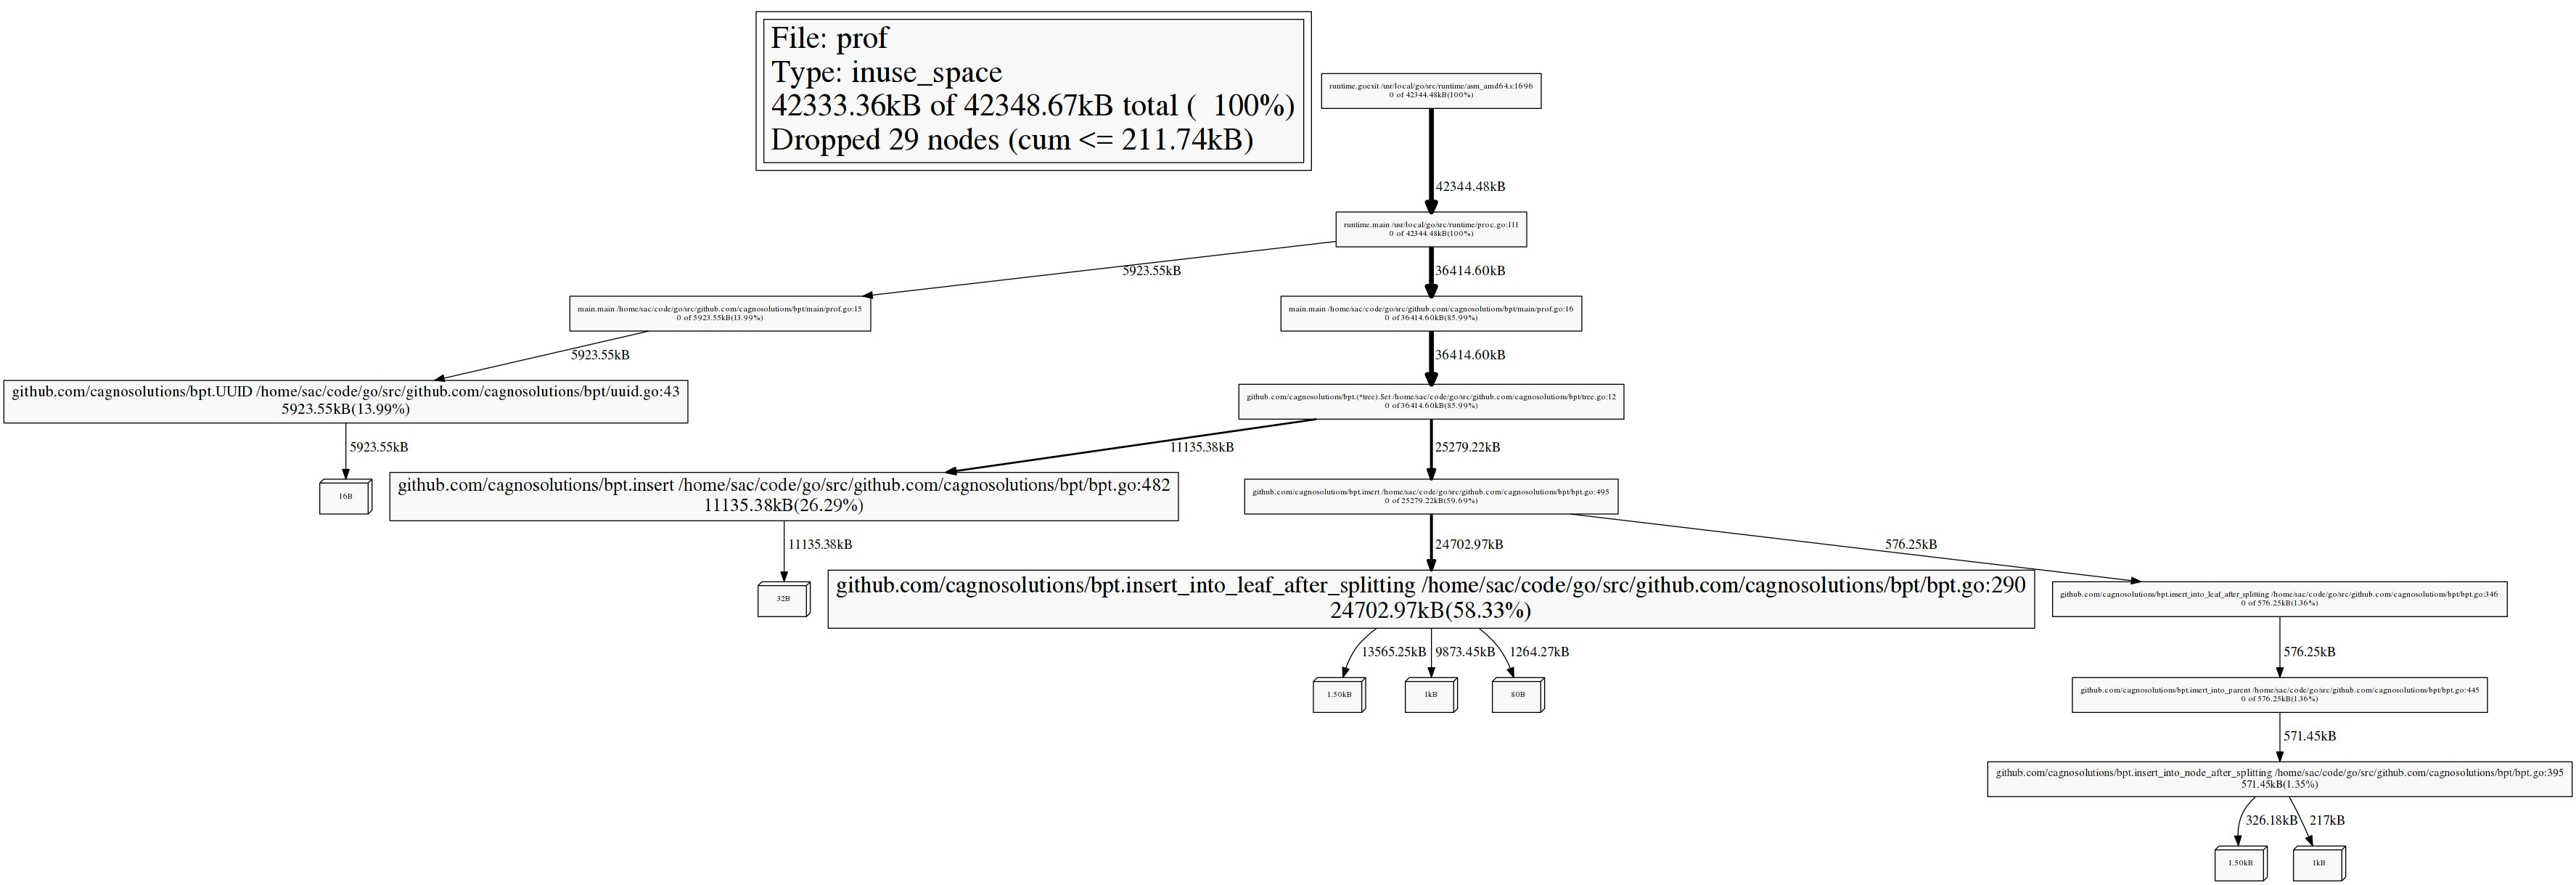 File: prof
Type: inuse_space
42333.36kB of 42348.67kB total (  100%)
Dropped 29 nodes (cum <= 211.74kB)
runtime.goexit /usr/local/go/src/runtime/asm_amd64.s:1696
0 of 42344.48kB(100%)
42344.48kB
runtime.main /usr/local/go/src/runtime/proc.go:111
0 of 42344.48kB(100%)
5923.55kB
36414.60kB
main.main /home/sac/code/go/src/github.com/cagnosolutions/bpt/main/prof.go:15
0 of 5923.55kB(13.99%)
main.main /home/sac/code/go/src/github.com/cagnosolutions/bpt/main/prof.go:16
0 of 36414.60kB(85.99%)
5923.55kB
36414.60kB
github.com/cagnosolutions/bpt.UUID /home/sac/code/go/src/github.com/cagnosolutions/bpt/uuid.go:43
5923.55kB(13.99%)
github.com/cagnosolutions/bpt.(*tree).Set /home/sac/code/go/src/github.com/cagnosolutions/bpt/tree.go:12
0 of 36414.60kB(85.99%)
5923.55kB
11135.38kB
25279.22kB
16B
github.com/cagnosolutions/bpt.insert /home/sac/code/go/src/github.com/cagnosolutions/bpt/bpt.go:482
11135.38kB(26.29%)
github.com/cagnosolutions/bpt.insert /home/sac/code/go/src/github.com/cagnosolutions/bpt/bpt.go:495
0 of 25279.22kB(59.69%)
11135.38kB
24702.97kB
576.25kB
32B
github.com/cagnosolutions/bpt.insert_into_leaf_after_splitting /home/sac/code/go/src/github.com/cagnosolutions/bpt/bpt.go:290
24702.97kB(58.33%)
github.com/cagnosolutions/bpt.insert_into_leaf_after_splitting /home/sac/code/go/src/github.com/cagnosolutions/bpt/bpt.go:346
0 of 576.25kB(1.36%)
13565.25kB
9873.45kB
1264.27kB
576.25kB
1.50kB
1kB
80B
github.com/cagnosolutions/bpt.insert_into_parent /home/sac/code/go/src/github.com/cagnosolutions/bpt/bpt.go:445
0 of 576.25kB(1.36%)
571.45kB
github.com/cagnosolutions/bpt.insert_into_node_after_splitting /home/sac/code/go/src/github.com/cagnosolutions/bpt/bpt.go:395
571.45kB(1.35%)
326.18kB
217kB
1.50kB
1kB